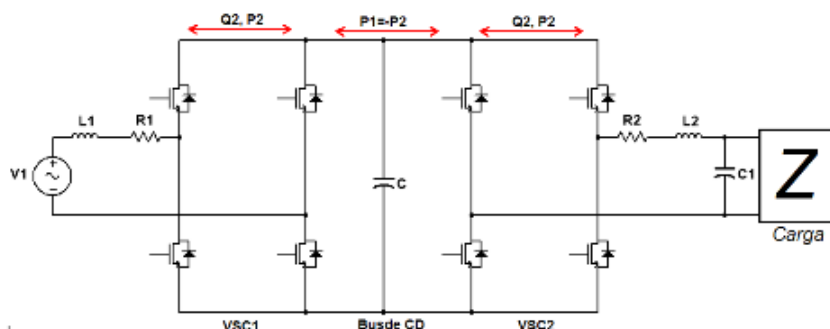 Q2, P2
P1=-P2
Q2, P2
L1
R1
V1
C
R2
L2
C1
Z
Carga
VSC1
Busde CD
VSC2